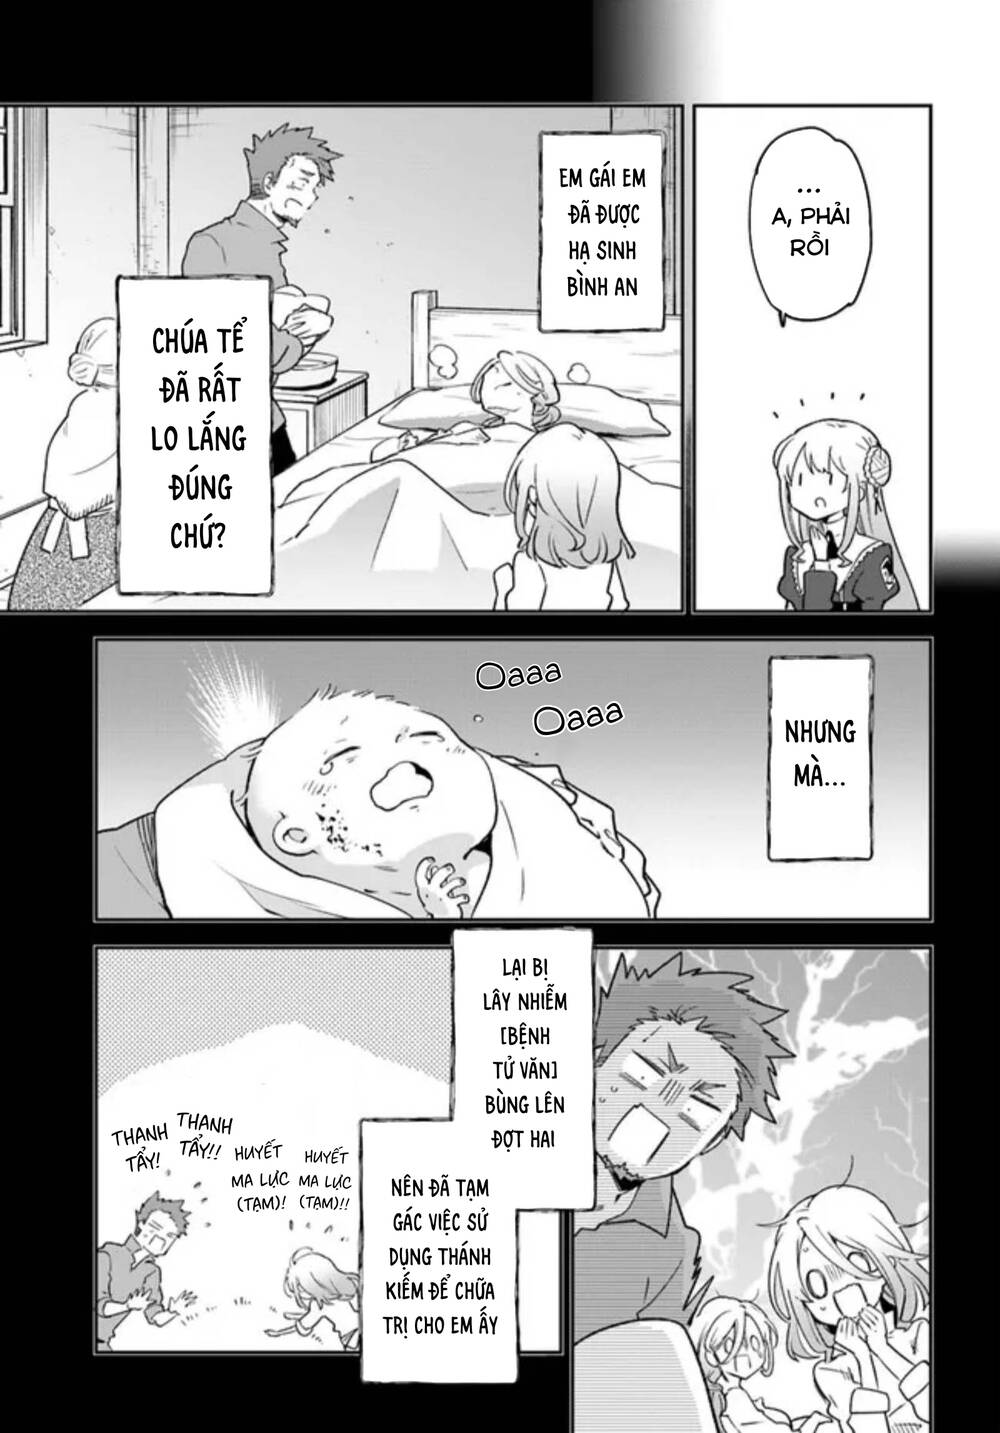 ...
A, PHẢI
RỒI
EM GÁI EM
ĐÃ ĐƯỢC
HẠ SINH
BÌNH AN
CHÚA TỂ
ĐÃ RẤT
LO LẮNG
ĐÚNG
CHỨ?
NHƯNG
MÀ...
Oaaa
Oaaa
LẠI BỊ
LÂY NHIỄM
[BỆNH
TỬ VĂN]
BÙNG LÊN
ĐỢT HAI
NÊN ĐÃ TẠM
GÁC VIỆC SỬ
DỤNG THÁNH
KIẾM ĐỂ CHỮA
TRỊ CHO EM ẤY
HUYẾT
MA LỰC
(TẠM)!!
HUYẾT
MA LỰC
(TẠM)!
THANH
TẨY!!
THANH
TẨY!